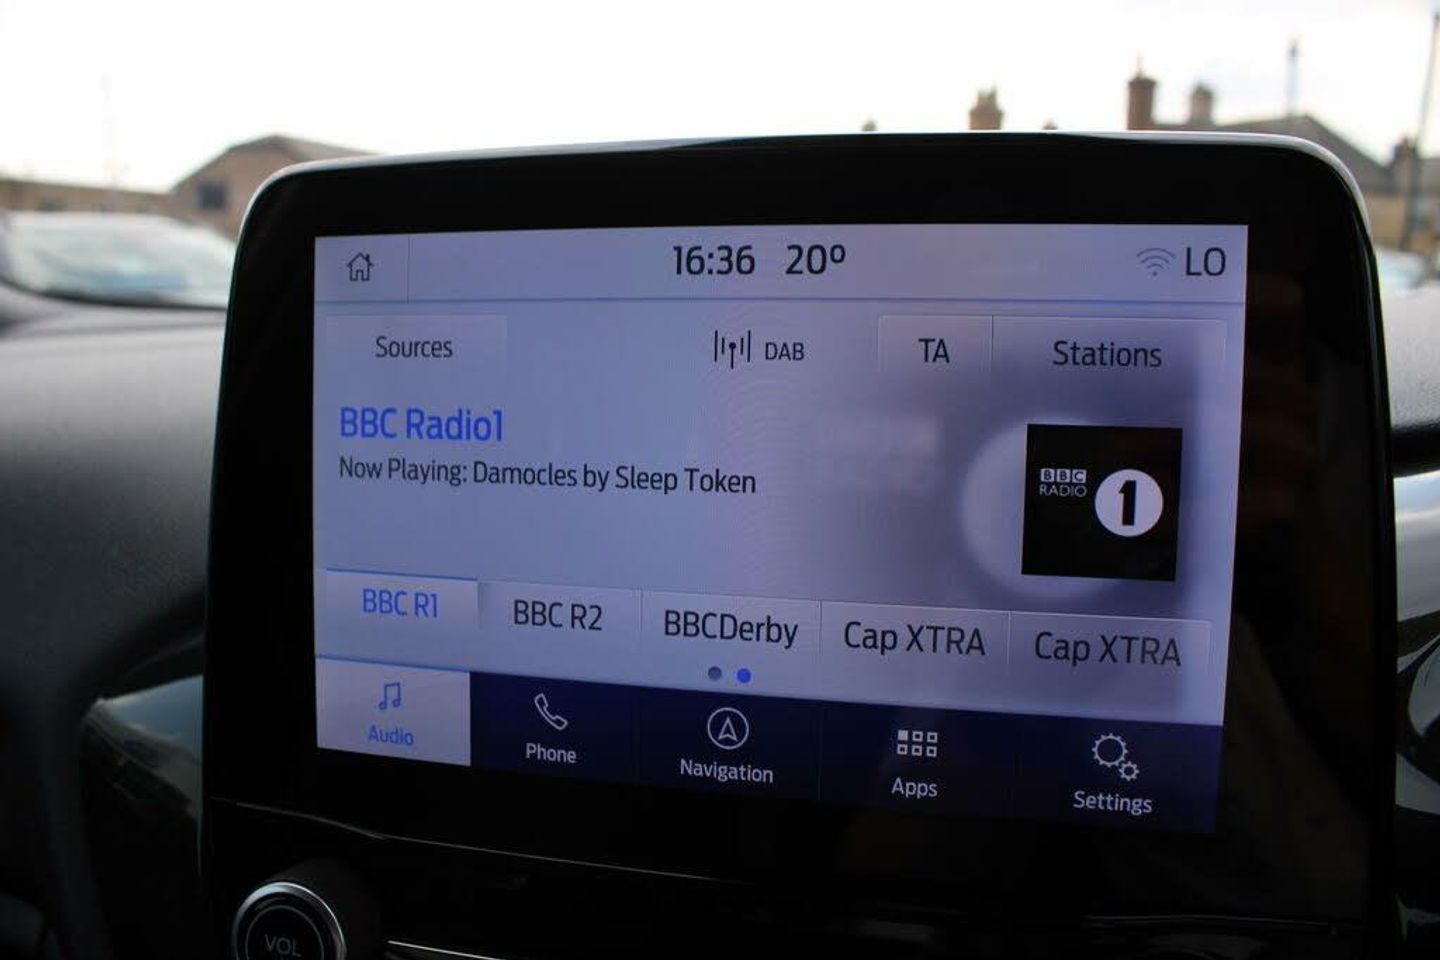 16:36 20º LO
Sources
DAB
TA
Stations
BBC Radio1
Now Playing: Damocles by Sleep Token
BBC
RADIO
1
BBC R1
BBC R2
BBCDerby
Cap XTRA
Cap XTRA
Audio
Phone
Navigation
Apps
Settings
VOL